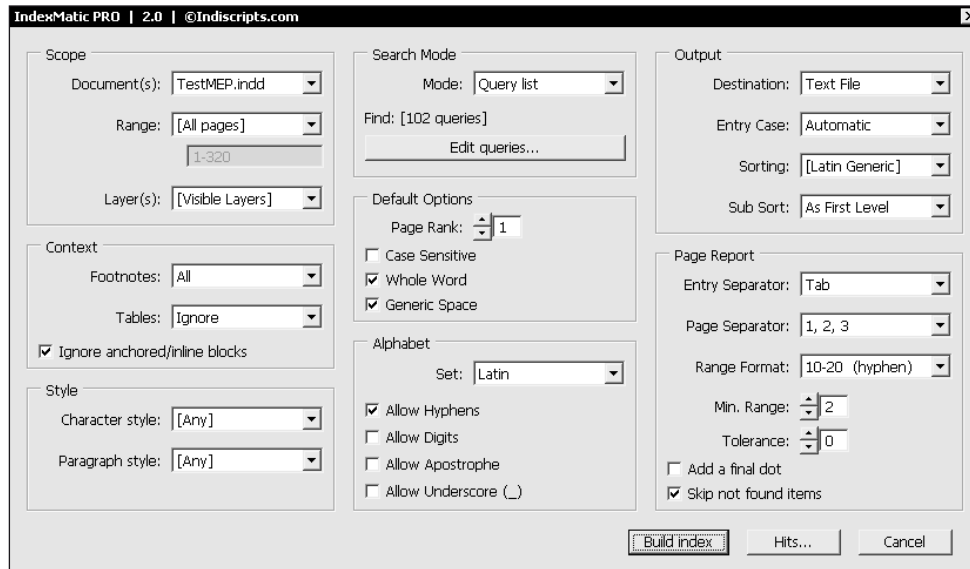 IndexMatic PRO | 2.0 | ©Indiscripts.com
Scope
Document(s): TestMEP.indd
Range: [All pages]
1-320
Layer(s): [Visible Layers]
Context
Footnotes: All
Tables: Ignore
Ignore anchored/inline blocks
Style
Character style: [Any]
Paragraph style: [Any]
Search Mode
Mode: Query list
Find: [102 queries]
Edit queries...
Default Options
Page Rank: 1
Case Sensitive
Whole Word
Generic Space
Alphabet
Set: Latin
Allow Hyphens
Allow Digits
Allow Apostrophe
Allow Underscore (_)
Output
Destination: Text File
Entry Case: Automatic
Sorting: [Latin Generic]
Sub Sort: As First Level
Page Report
Entry Separator: Tab
Page Separator: 1, 2, 3
Range Format: 10-20 (hyphen)
Min. Range: 2
Tolerance: 0
Add a final dot
Skip not found items
Build index
Hits...
Cancel